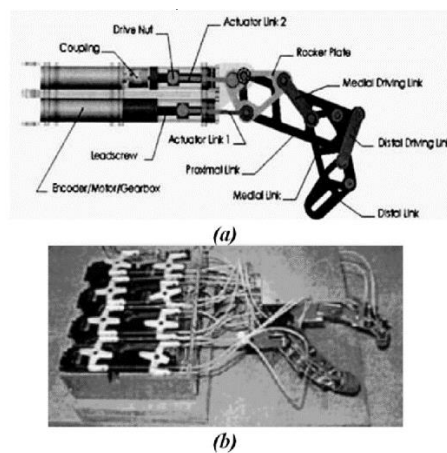 Drive Nut
Actuator Link 2
Coupling
Rocker Plate
Medial Driving Link
Actuator Link 1
Distal Driving Link
Leadscrew
Proximal Link
Encoder/Motor/Gearbox
Medial Link
Distal Link
(a)
(b)